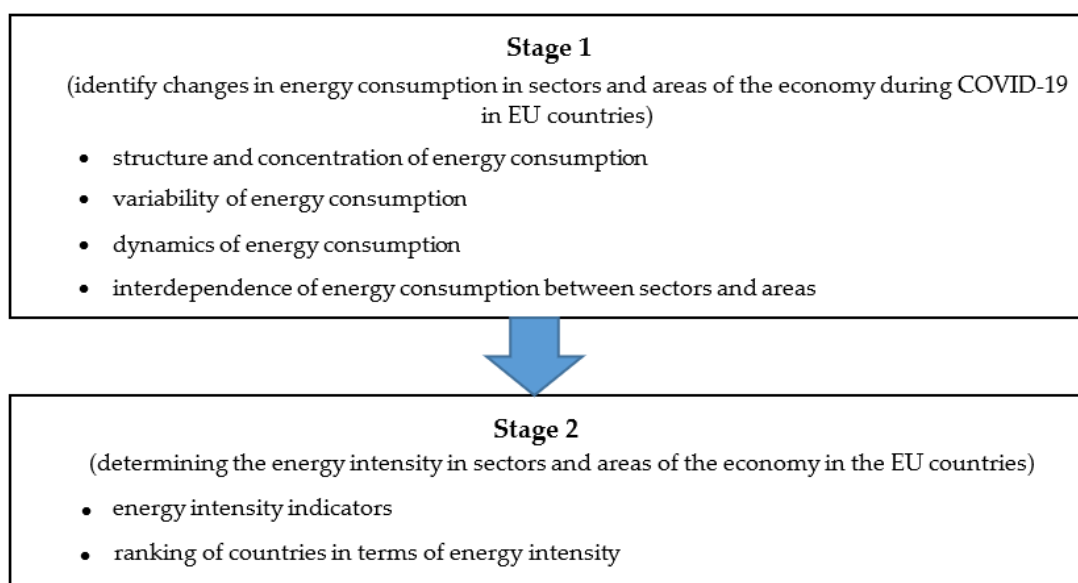 Stage 1
(identify changes in energy consumption in sectors and areas of the economy during COVID-19
in EU countries)
• structure and concentration of energy consumption
• variability of energy consumption
• dynamics of energy consumption
• interdependence of energy consumption between sectors and areas
Stage 2
(determining the energy intensity in sectors and areas of the economy in the EU countries)
• energy intensity indicators
• ranking of countries in terms of energy intensity